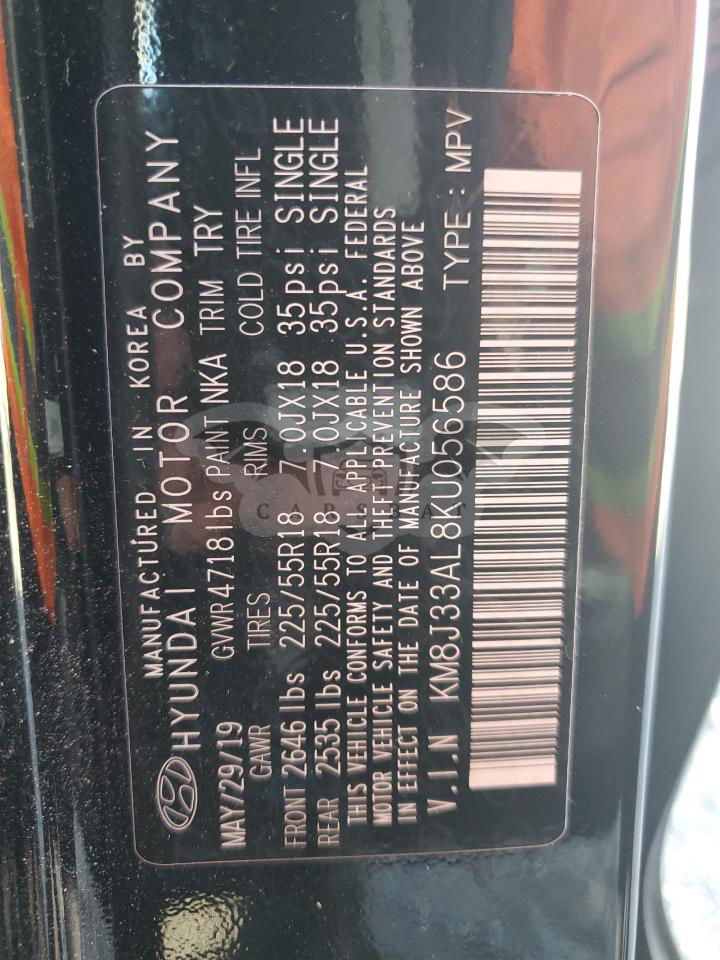 MANUFACTURED IN KOREA BY
HYUNDAI MOTOR COMPANY
MAY/29/19 GVWR 4718 lbs PAINT NKA TRIM TRY
GAWR TIRES RIMS COLD TIRE INFL
FRONT 2646 lbs 225/55R18 7.0JX18 35psi SINGLE
REAR 2535 lbs 225/55R18 7.0JX18 35psi SINGLE
THIS VEHICLE CONFORMS TO ALL APPLICABLE U.S.A. FEDERAL
MOTOR VEHICLE SAFETY AND THEFT PREVENTION STANDARDS
IN EFFECT ON THE DATE OF MANUFACTURE SHOWN ABOVE
V.I.N KM8J33AL8KU056586 TYPE : MPV